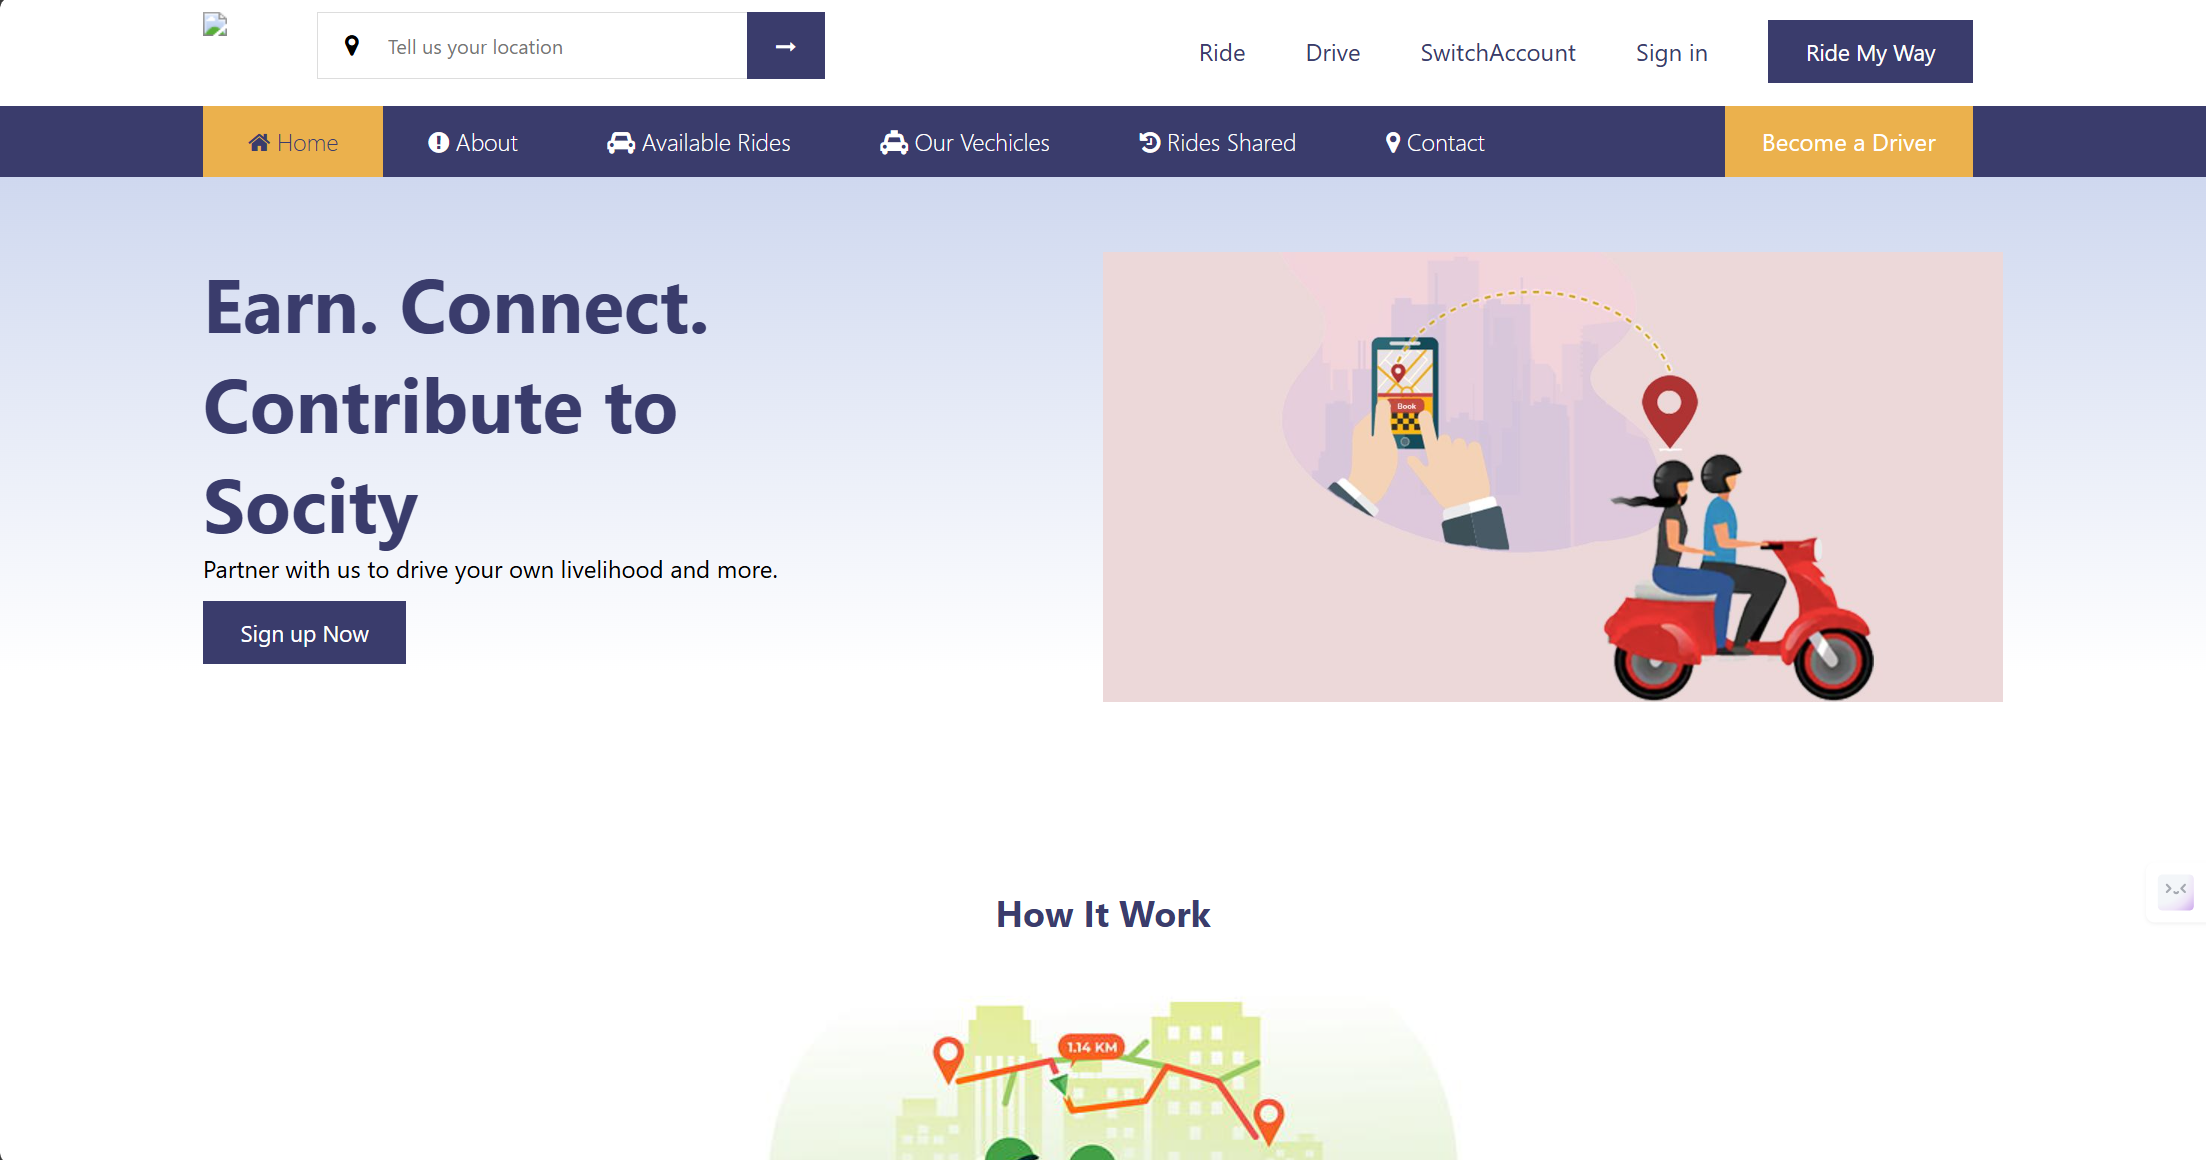 Tell us your location
Ride
Drive
SwitchAccount
Sign in
Ride My Way
Home
About
Available Rides
Our Vechicles
Rides Shared
Contact
Become a Driver
Earn. Connect.
Contribute to
Socity
Partner with us to drive your own livelihood and more.
Sign up Now
Book
How It Work
1.14 KM